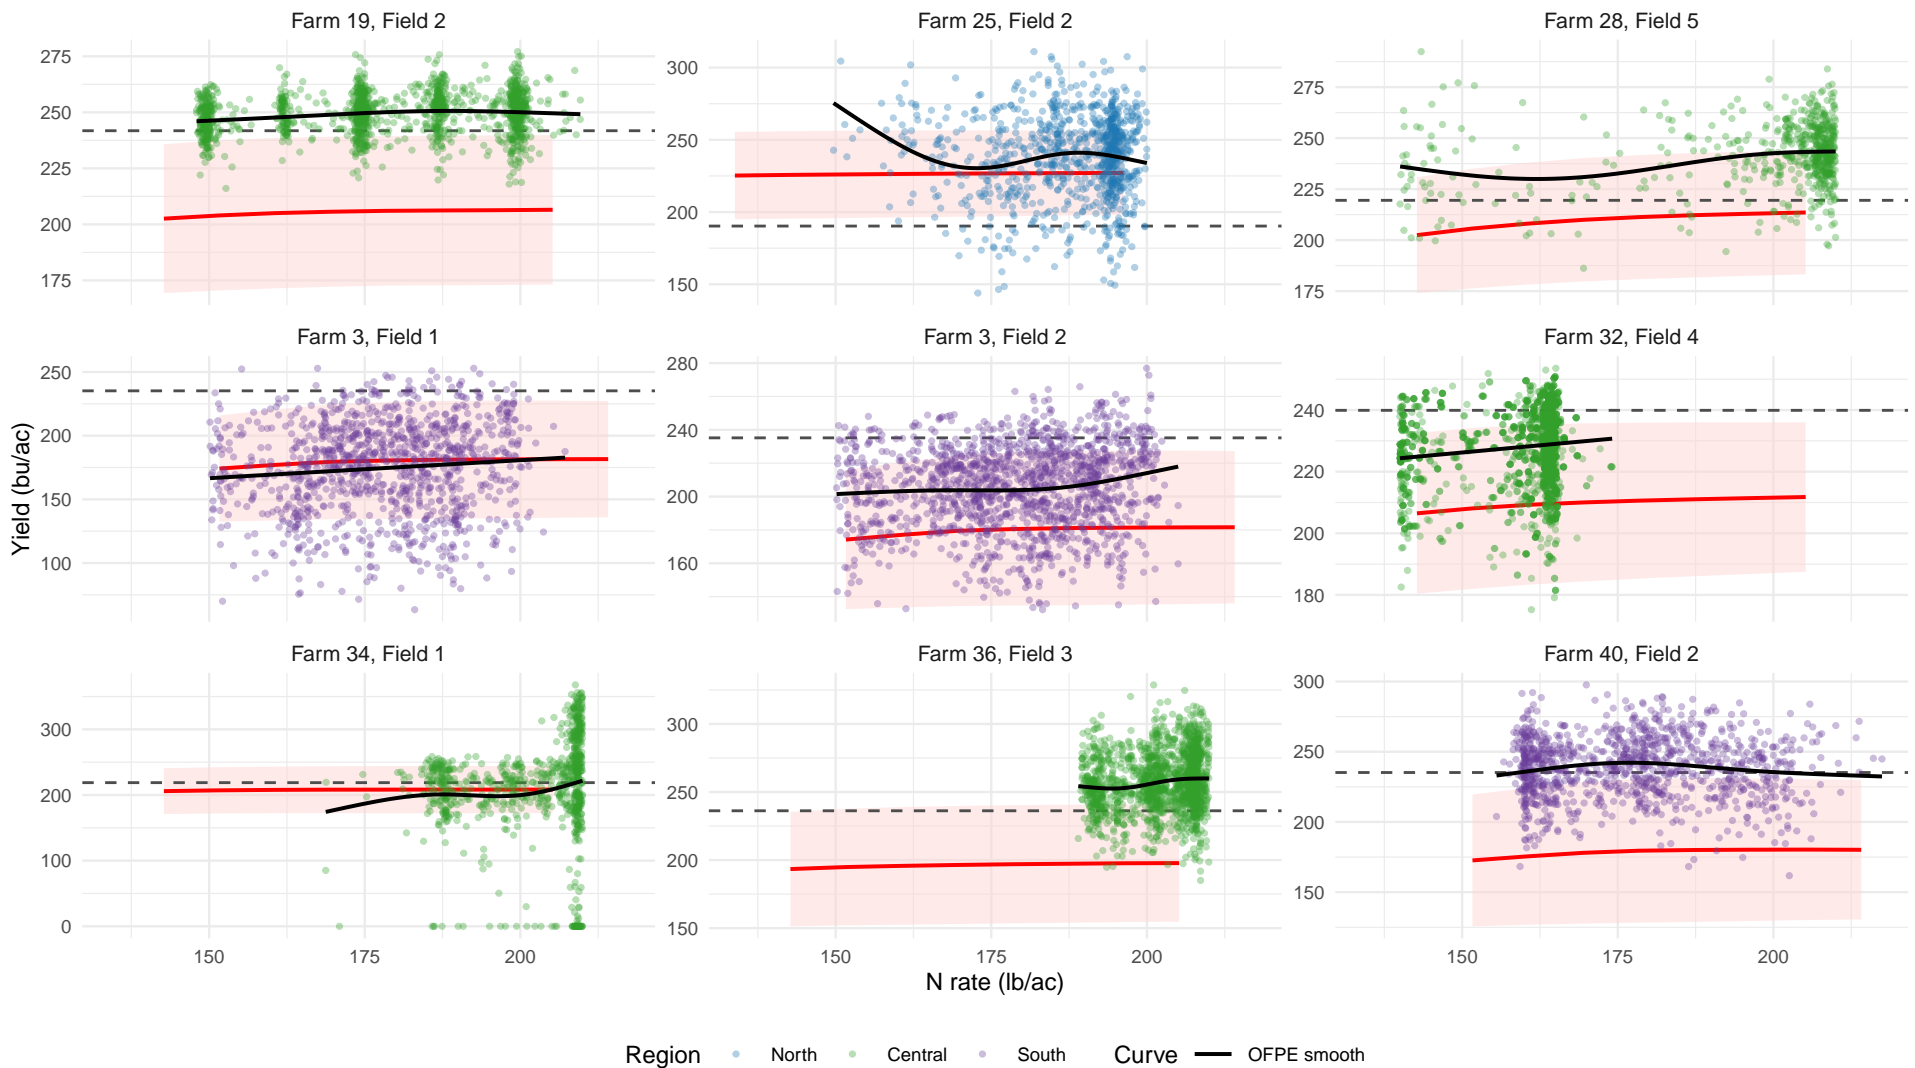 Farm 19, Field 2
Farm 25, Field 2
Farm 28, Field 5
275
250
225
200
175
300
250
200
150
275
250
225
200
175
Farm 3, Field 1
Farm 3, Field 2
Farm 32, Field 4
250
200
150
100
280
240
200
160
240
220
200
180
Yield (bu/ac)
Farm 34, Field 1
Farm 36, Field 3
Farm 40, Field 2
300
200
100
0
300
250
200
150
300
250
200
150
150 175 200
150 175 200
150 175 200
N rate (lb/ac)
Region North Central South Curve OFPE smooth